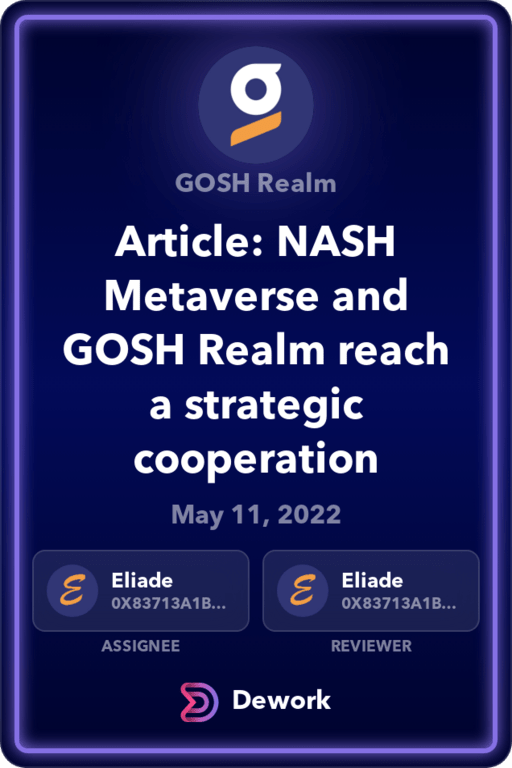 GOSH Realm
Article: NASH
Metaverse and
GOSH Realm reach
a strategic
cooperation
May 11, 2022
Eliade
0X83713A1B...
ASSIGNEE
Eliade
0X83713A1B...
REVIEWER
Dework